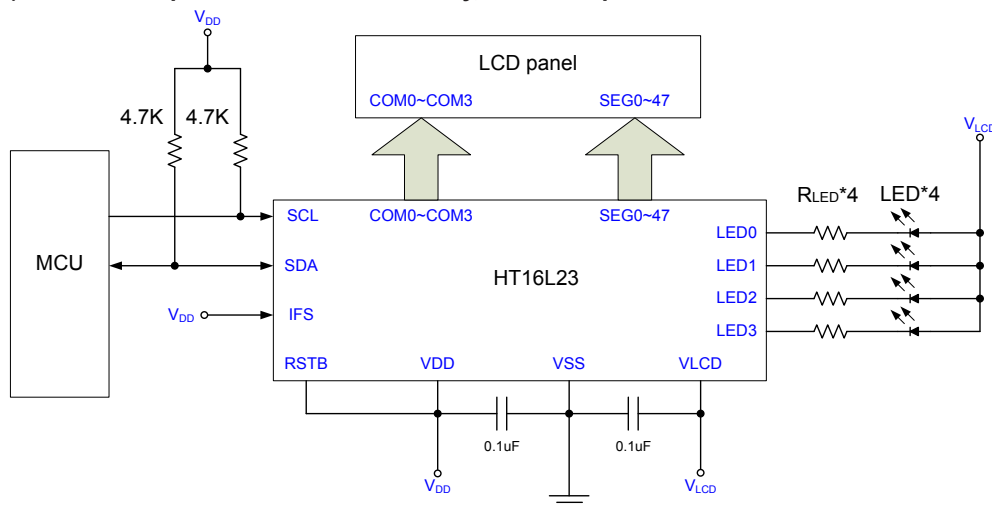 VDD
LCD panel
COM0~COM3 SEG0~47
4.7K 4.7K
VLCD
MCU
SCL COM0~COM3 SEG0~47
RLED*4 LED*4
LED0
SDA HT16L23 LED1
LED2
VDD IFS
LED3
RSTB VDD VSS VLCD
0.1uF 0.1uF
VDD VLCD